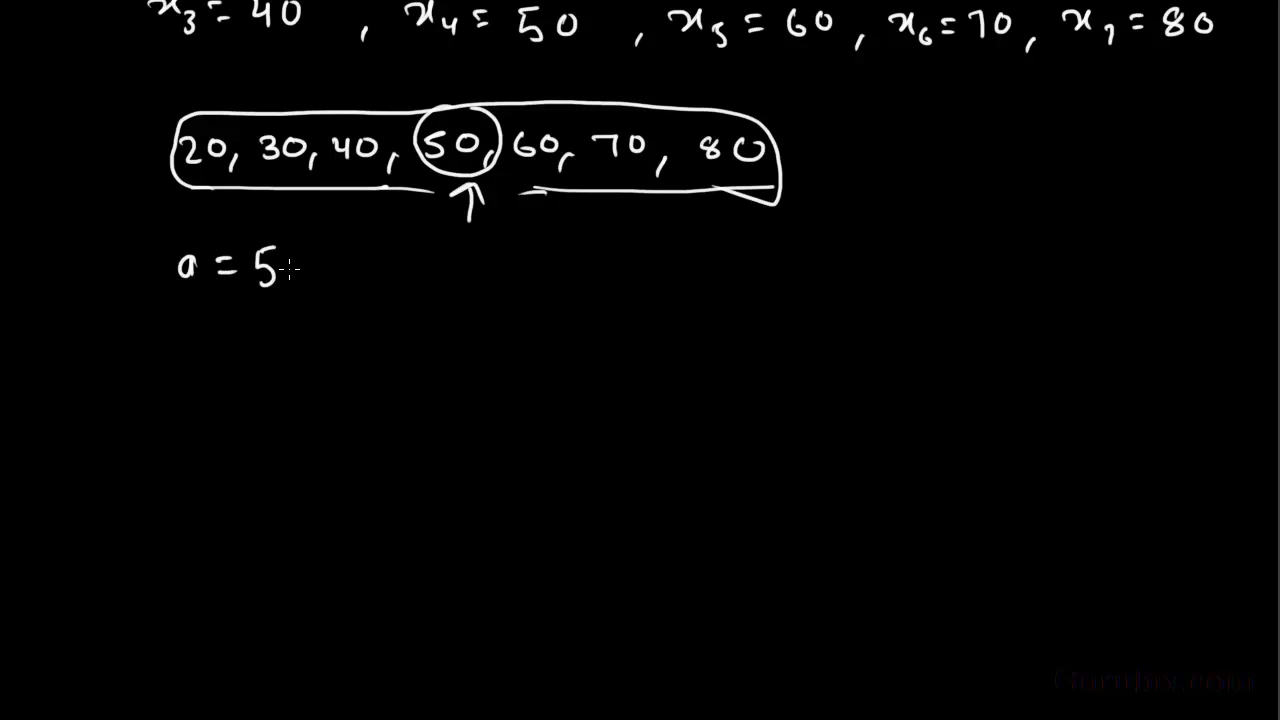 x₃ = 40 , x₄ = 50 , x₅ = 60 , x₆ = 70 , x₇ = 80
20, 30, 40, 50, 60, 70, 80
a = 5